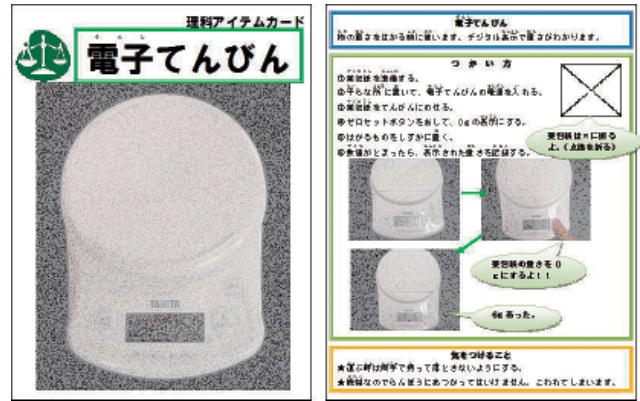 理科アイテムカード
でんし
電子てんびん
TANITA
電子てんびん
物の重さをはかる時に使います。デジタル表示で重さがわかります。
つかい方
①薬包紙を準備する。
②平らな所に置いて、電子てんびんの電源を入れる。
③薬包紙をてんびんにのせる。
④ゼロセットボタンをおして、0gの表示にする。
⑤はかるものをしずかに置く。
⑥数値がとまったら、表示された重さを記録する。
薬包紙は×に折る
よ。(点線を折る)
薬包紙の重さを0
gにするよ!!
6gあった。
気をつけること
★運ぶ時は両手で持って落とさないようにする。
★機械なのでらんぼうにあつかってはいけません。こわれてしまいます。